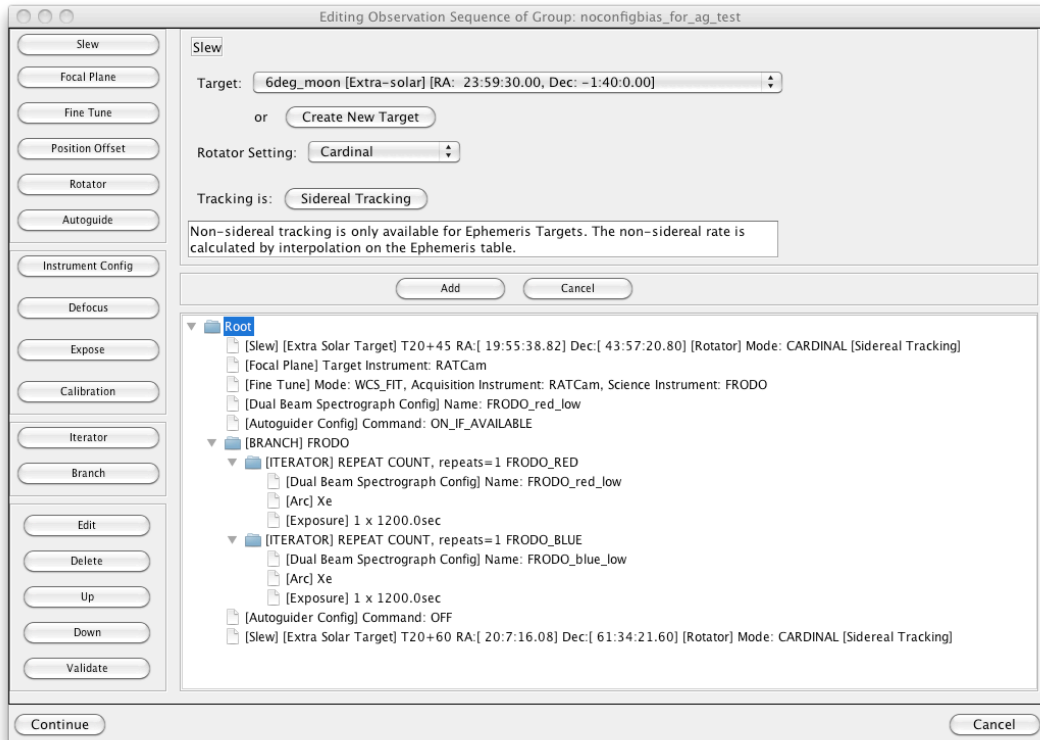 Editing Observation Sequence of Group: noconfigbias_for_ag_test
Slew
Focal Plane
Fine Tune
Position Offset
Rotator
Autoguide
Instrument Config
Defocus
Expose
Calibration
Iterator
Branch
Edit
Delete
Up
Down
Validate
Slew
Target: 6deg_moon [Extra-solar] [RA: 23:59:30.00, Dec: -1:40:0.00]
or Create New Target
Rotator Setting: Cardinal
Tracking is: Sidereal Tracking
Non-sidereal tracking is only available for Ephemeris Targets. The non-sidereal rate is
calculated by interpolation on the Ephemeris table.
Add Cancel
Root
[Slew] [Extra Solar Target] T20+45 RA:[ 19:55:38.82] Dec:[ 43:57:20.80] [Rotator] Mode: CARDINAL [Sidereal Tracking]
[Focal Plane] Target Instrument: RATCam
[Fine Tune] Mode: WCS_FIT, Acquisition Instrument: RATCam, Science Instrument: FRODO
[Dual Beam Spectrograph Config] Name: FRODO_red_low
[Autoguider Config] Command: ON_IF_AVAILABLE
[BRANCH] FRODO
[ITERATOR] REPEAT COUNT, repeats=1 FRODO_RED
[Dual Beam Spectrograph Config] Name: FRODO_red_low
[Arc] Xe
[Exposure] 1 x 1200.0sec
[ITERATOR] REPEAT COUNT, repeats=1 FRODO_BLUE
[Dual Beam Spectrograph Config] Name: FRODO_blue_low
[Arc] Xe
[Exposure] 1 x 1200.0sec
[Autoguider Config] Command: OFF
[Slew] [Extra Solar Target] T20+60 RA:[ 20:7:16.08] Dec:[ 61:34:21.60] [Rotator] Mode: CARDINAL [Sidereal Tracking]
Continue Cancel